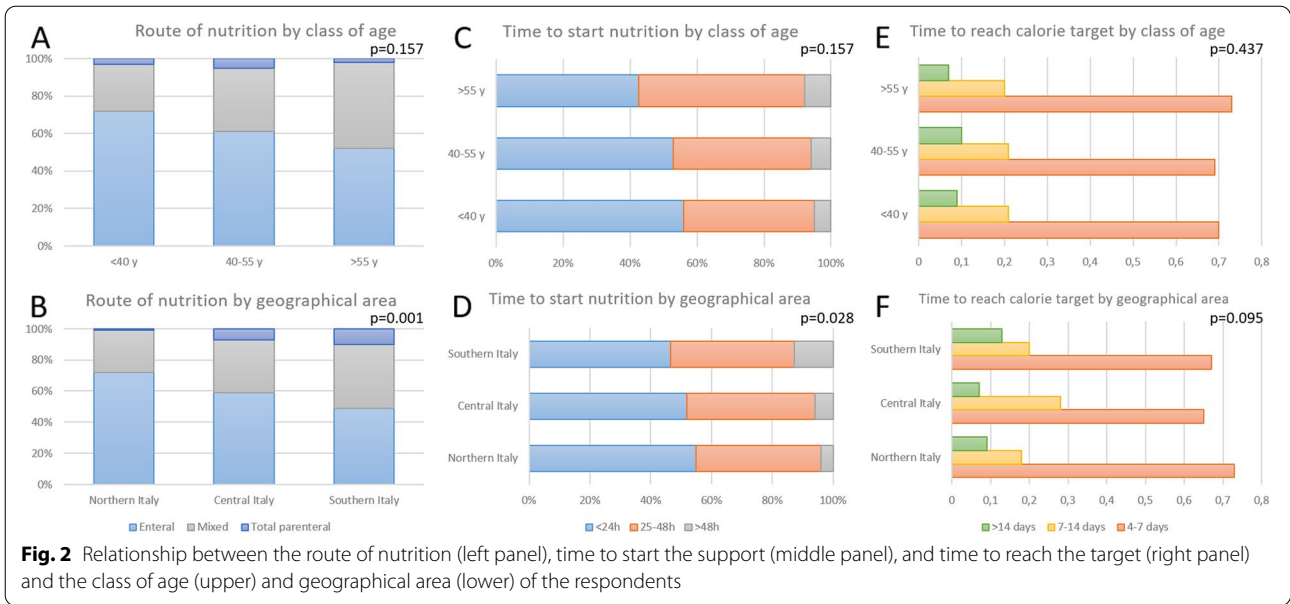 A
Route of nutrition by class of age
p=0.157
100%
80%
60%
40%
20%
0%
<40 y
40-55 y
>55 y
B
Route of nutrition by geographical area
p=0.001
100%
80%
60%
40%
20%
0%
Northern Italy
Central Italy
Southern Italy
Enteral
Mixed
Total parenteral
C
Time to start nutrition by class of age
p=0.157
>55 y
40-55 y
<40 y
0%
20%
40%
60%
80%
100%
D
Time to start nutrition by geographical area
p=0.028
Southern Italy
Central Italy
Northern Italy
0%
20%
40%
60%
80%
100%
<24h
25-48h
>48h
E
Time to reach calorie target by class of age
p=0.437
>55 y
40-55 y
<40 y
0
0,1
0,2
0,3
0,4
0,5
0,6
0,7
0,8
F
Time to reach calorie target by geographical area
p=0.095
Southern Italy
Central Italy
Northern Italy
0
0,1
0,2
0,3
0,4
0,5
0,6
0,7
0,8
>14 days
7-14 days
4-7 days
Fig. 2 Relationship between the route of nutrition (left panel), time to start the support (middle panel), and time to reach the target (right panel)
and the class of age (upper) and geographical area (lower) of the respondents